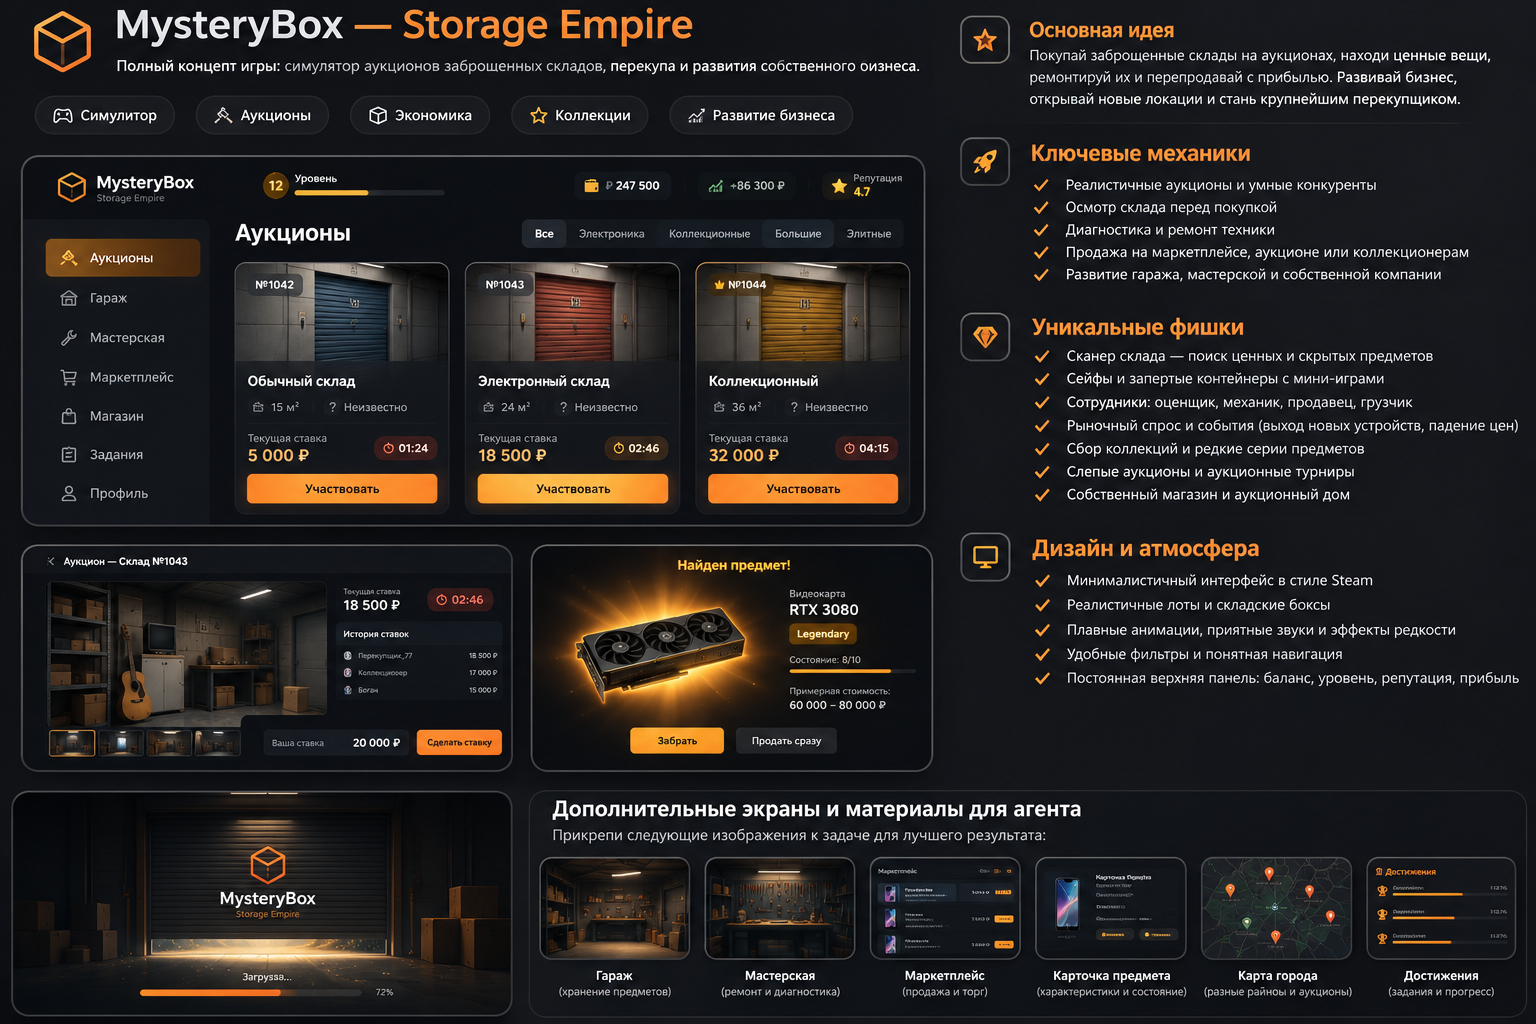 MysteryBox — Storage Empire
Полный концепт игры: симулятор аукционов заброшенных складов, перекупа и развития собственного ᴏизнеса.
Симулитор
Аукционы
Экономика
Коллекции
Развитие бизнеса
MysteryBox
Storage Empire
12
Уровень
₽ 247 500
+86 300 ₽
Репутация
4.7
Аукционы
Гараж
Мастерская
Маркетплейс
Магазин
Задания
Профиль
Аукционы
Все
Электроника
Коллекционные
Большие
Элитные
№1042
Обычный склад
15 м²
? Неизвестно
Текущая ставка
5 000 ₽
01:24
Участвовать
№1043
Электронный склад
24 м²
? Неизвестно
Текущая ставка
18 500 ₽
02:46
Участвовать
№1044
Коллекционный
36 м²
? Неизвестно
Текущая ставка
32 000 ₽
04:15
Участвовать
Аукцион — Склад №1043
Текущая ставка
18 500 ₽
02:46
История ставок
Перекупщик_77
18 500 ₽
17 000 ₽
15 000 ₽
Ваша ставка
20 000 ₽
Сделать ставку
Найден предмет!
Видеокарта
RTX 3080
Legendary
Состояние: 8/10
Примерная стоимость:
60 000 – 80 000 ₽
Забрать
Продать сразу
MysteryBox
Storage Empire
Загруssa...
72%
Основная идея
Покупай заброшенные склады на аукционах, находи ценные вещи,
ремонтируй их и перепродавай с прибылью. Развивай бизнес,
открывай новые локации и стань крупнейшим перекупщиком.
Ключевые механики
Реалистичные аукционы и умные конкуренты
Осмотр склада перед покупкой
Диагностика и ремонт техники
Продажа на маркетплейсе, аукционе или коллекционерам
Развитие гаража, мастерской и собственной компании
Уникальные фишки
Сканер склада — поиск ценных и скрытых предметов
Сейфы и запертые контейнеры с мини-играми
Сотрудники: оценщик, механик, продавец, грузчик
Рыночный спрос и события (выход новых устройств, падение цен)
Сбор коллекций и редкие серии предметов
Слепые аукционы и аукционные турниры
Собственный магазин и аукционный дом
Дизайн и атмосфера
Минималистичный интерфейс в стиле Steam
Реалистичные лоты и складские боксы
Плавные анимации, приятные звуки и эффекты редкости
Удобные фильтры и понятная навигация
Постоянная верхняя панель: баланс, уровень, репутация, прибыль
Дополнительные экраны и материалы для агента
Прикрепи следующие изображения к задаче для лучшего результата:
Маркетплейс
Достижения
Гараж
(хранение предметов)
Мастерская
(ремонт и диагностика)
Маркетплейс
(продажа и торг)
Карточка предмета
(характеристики и состояние)
Карта города
(разные районы и аукционы)
Достижения
(задания и прогресс)